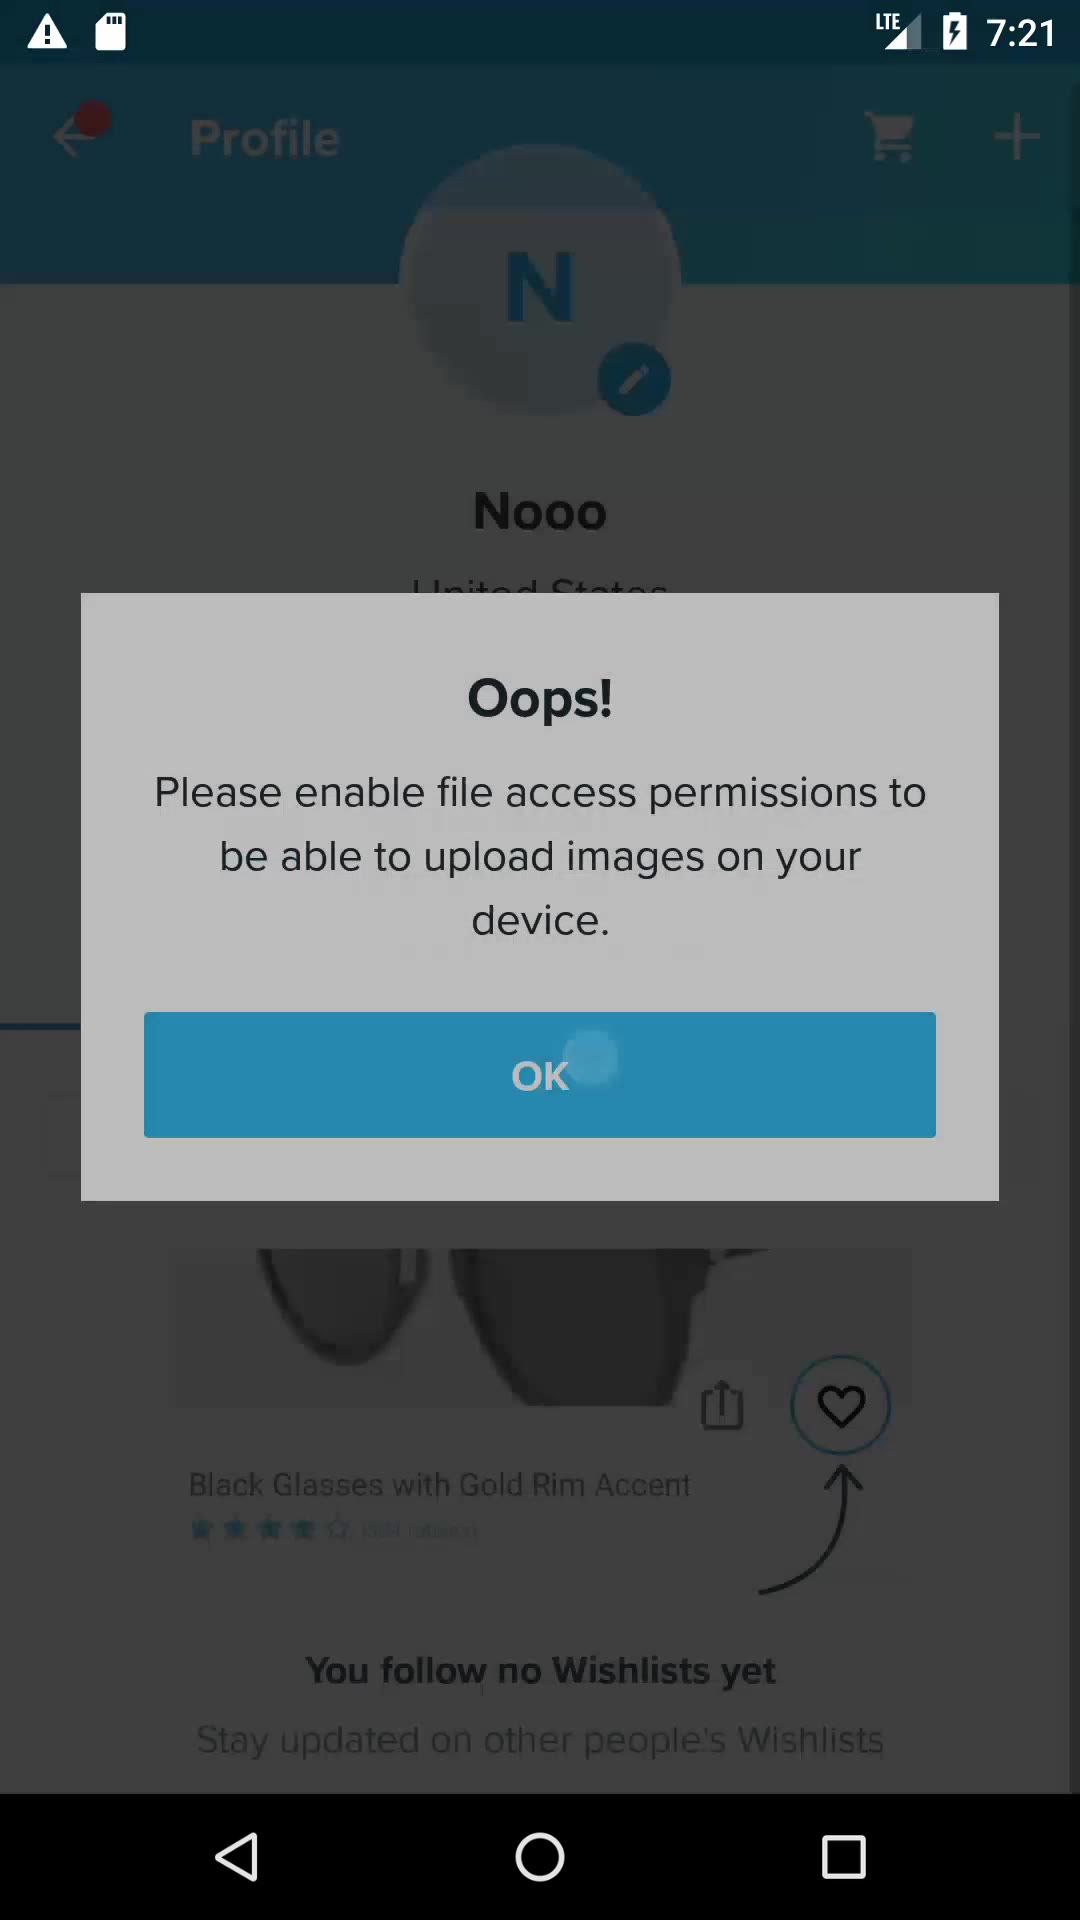 LTE 7:21
Profile
N
Nooo
United States
Oops!
Please enable file access permissions to
be able to upload images on your
device.
OK
Black Glasses with Gold Rim Accent
You follow no Wishlists yet
Stay updated on other people's Wishlists